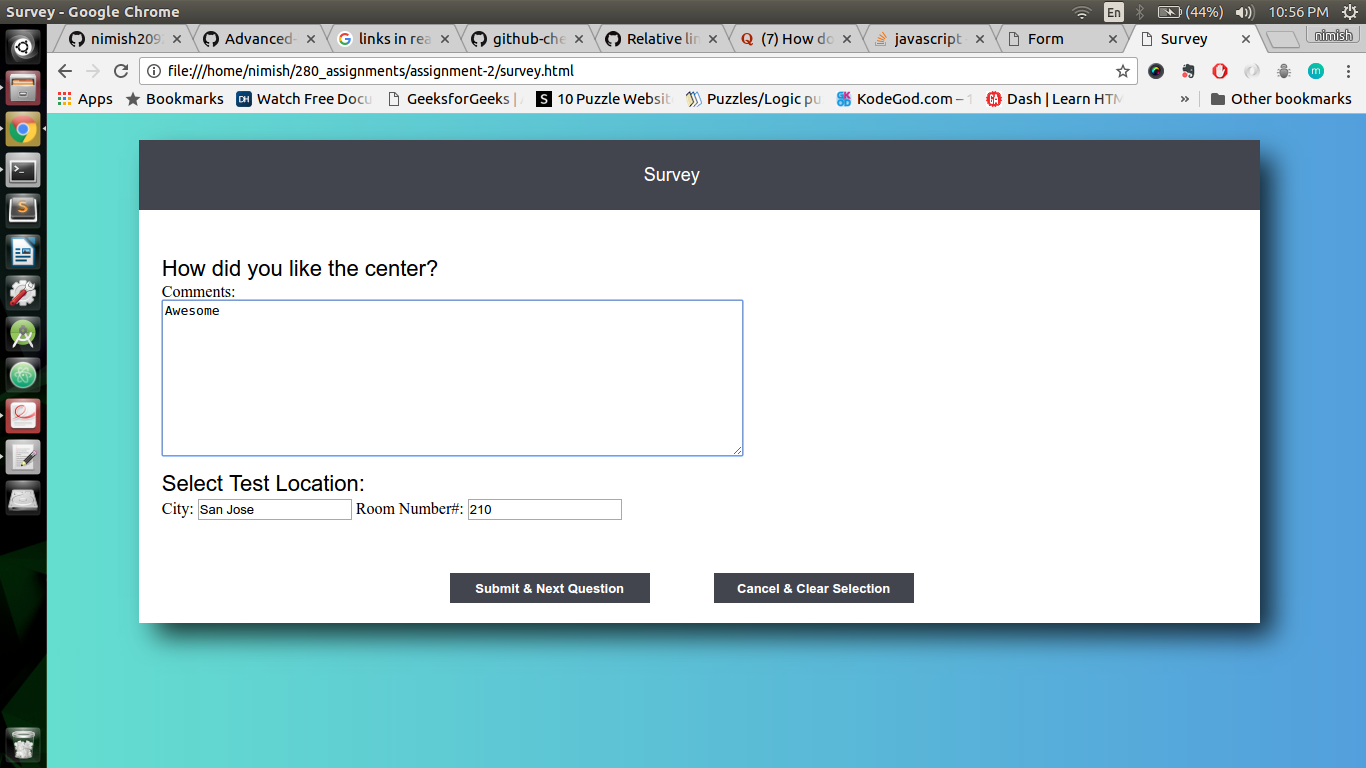 Survey - Google Chrome
En
(44%)
10:56 PM
nimish209
Advanced-
links in rea
github-che
Relative lin
(7) How do
javascript
Form
Survey
nimish
file:///home/nimish/280_assignments/assignment-2/survey.html
m
Apps
Bookmarks
DH Watch Free Docu
GeeksforGeeks |
S 10 Puzzle Websit
Puzzles/Logic pu
KodeGod.com –
GA Dash | Learn HTM
»
Other bookmarks
Survey
How did you like the center?
Comments:
Awesome
Select Test Location:
City: San Jose Room Number#: 210
Submit & Next Question
Cancel & Clear Selection